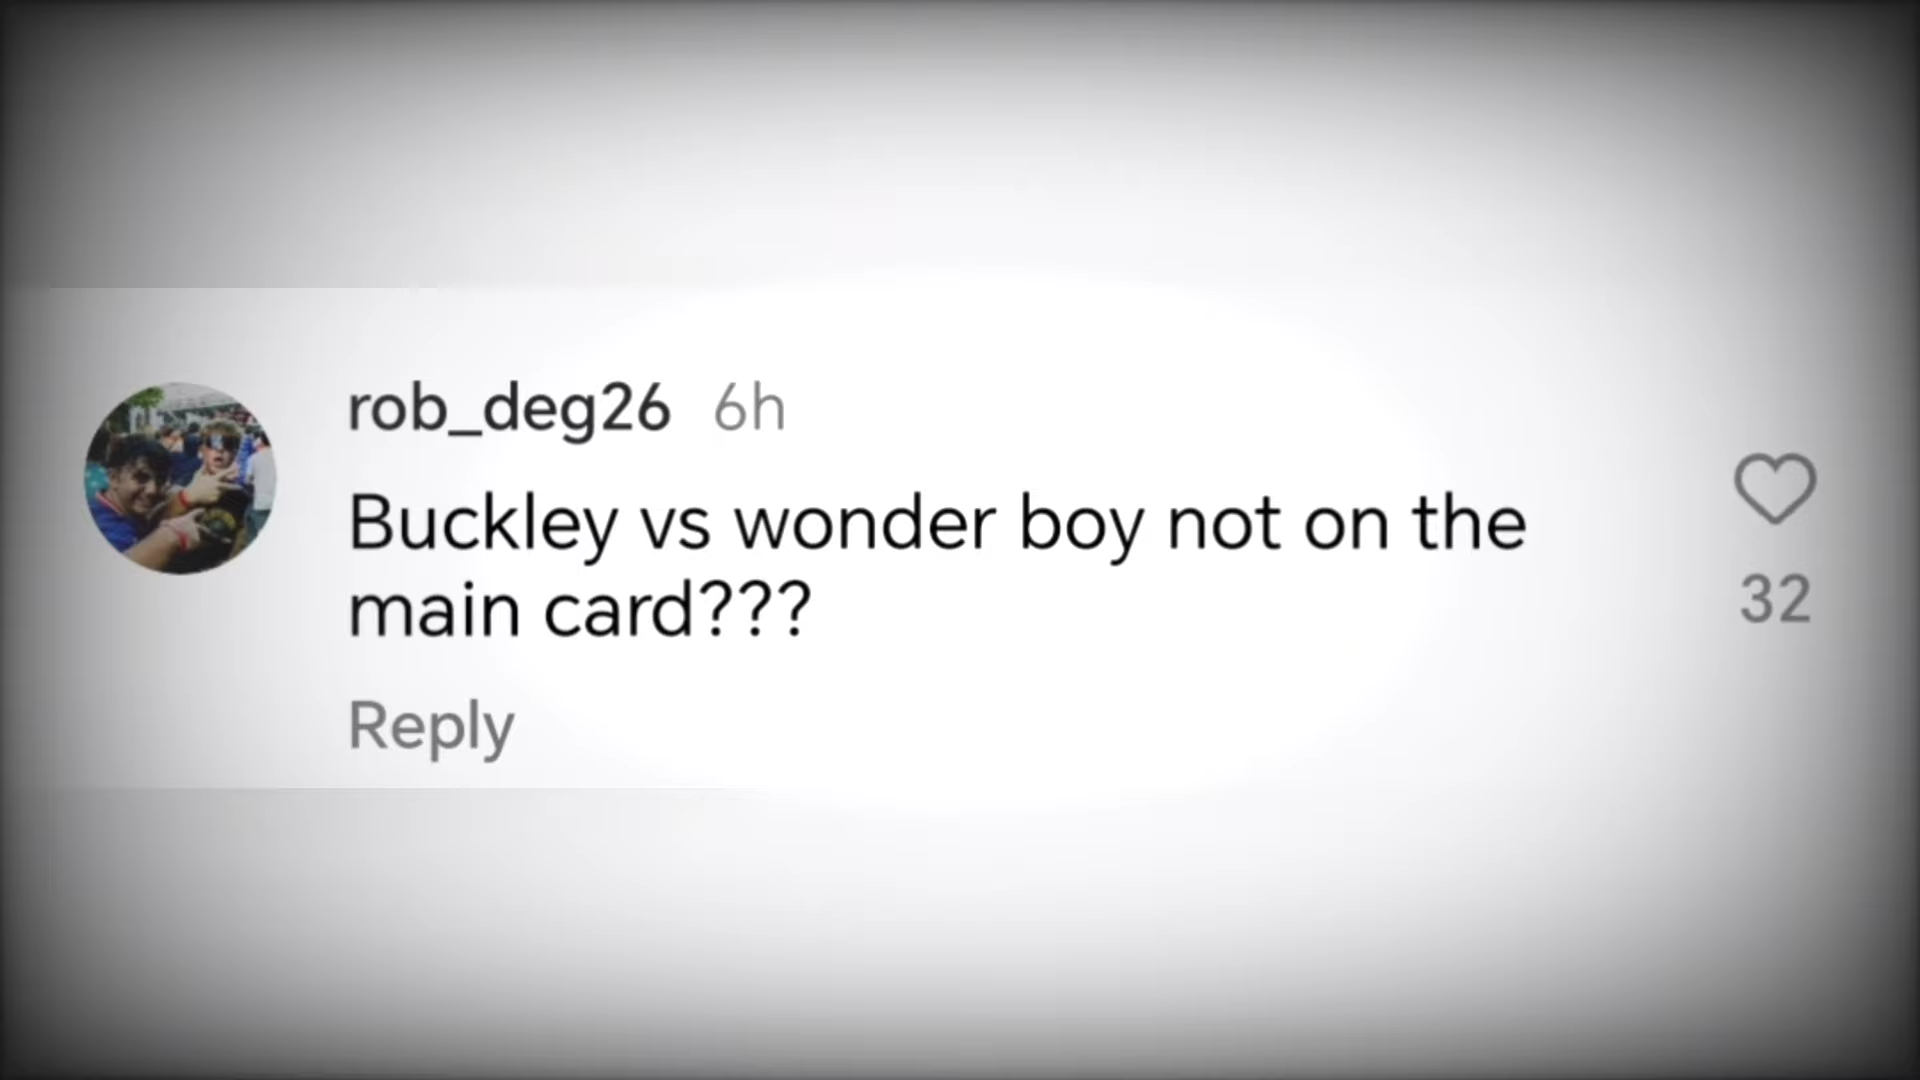 rob_deg26 6h
Buckley vs wonder boy not on the
main card???
Reply
32